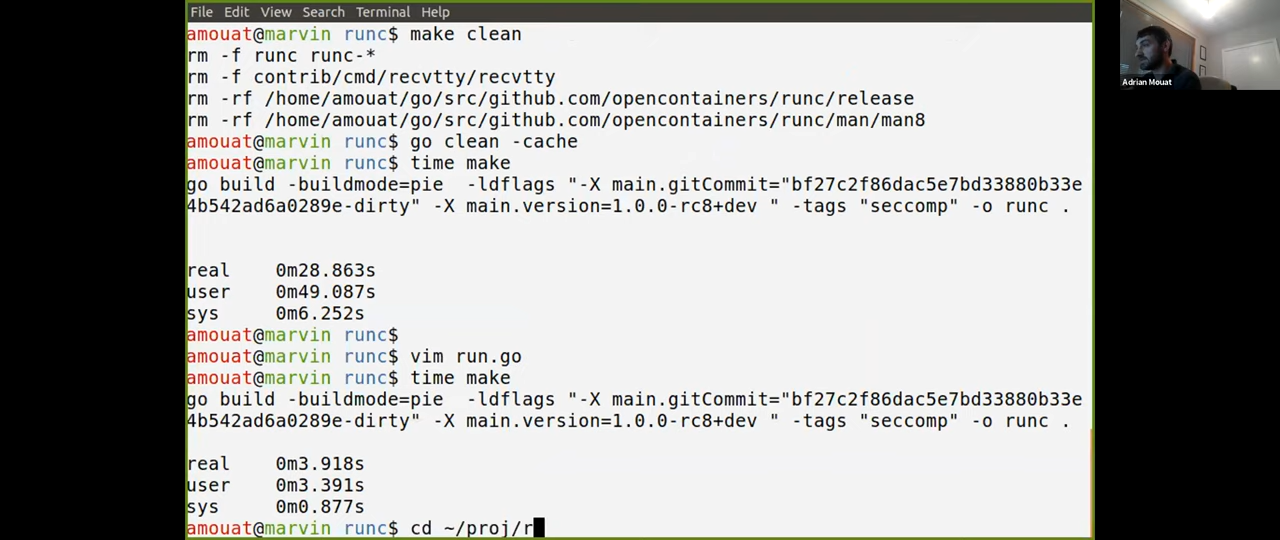 File Edit View Search Terminal Help
amouat@marvin runc$ make clean
rm -f runc runc-*
rm -f contrib/cmd/recvtty/recvtty
rm -rf /home/amouat/go/src/github.com/opencontainers/runc/release
rm -rf /home/amouat/go/src/github.com/opencontainers/runc/man/man8
amouat@marvin runc$ go clean -cache
amouat@marvin runc$ time make
go build -buildmode=pie  -ldflags "-X main.gitCommit="bf27c2f86dac5e7bd33880b33e
4b542ad6a0289e-dirty" -X main.version=1.0.0-rc8+dev " -tags "seccomp" -o runc .
real    0m28.863s
user    0m49.087s
sys     0m6.252s
amouat@marvin runc$
amouat@marvin runc$ vim run.go
amouat@marvin runc$ time make
go build -buildmode=pie  -ldflags "-X main.gitCommit="bf27c2f86dac5e7bd33880b33e
4b542ad6a0289e-dirty" -X main.version=1.0.0-rc8+dev " -tags "seccomp" -o runc .
real    0m3.918s
user    0m3.391s
sys     0m0.877s
amouat@marvin runc$ cd ~/proj/r
Adrian Mouat